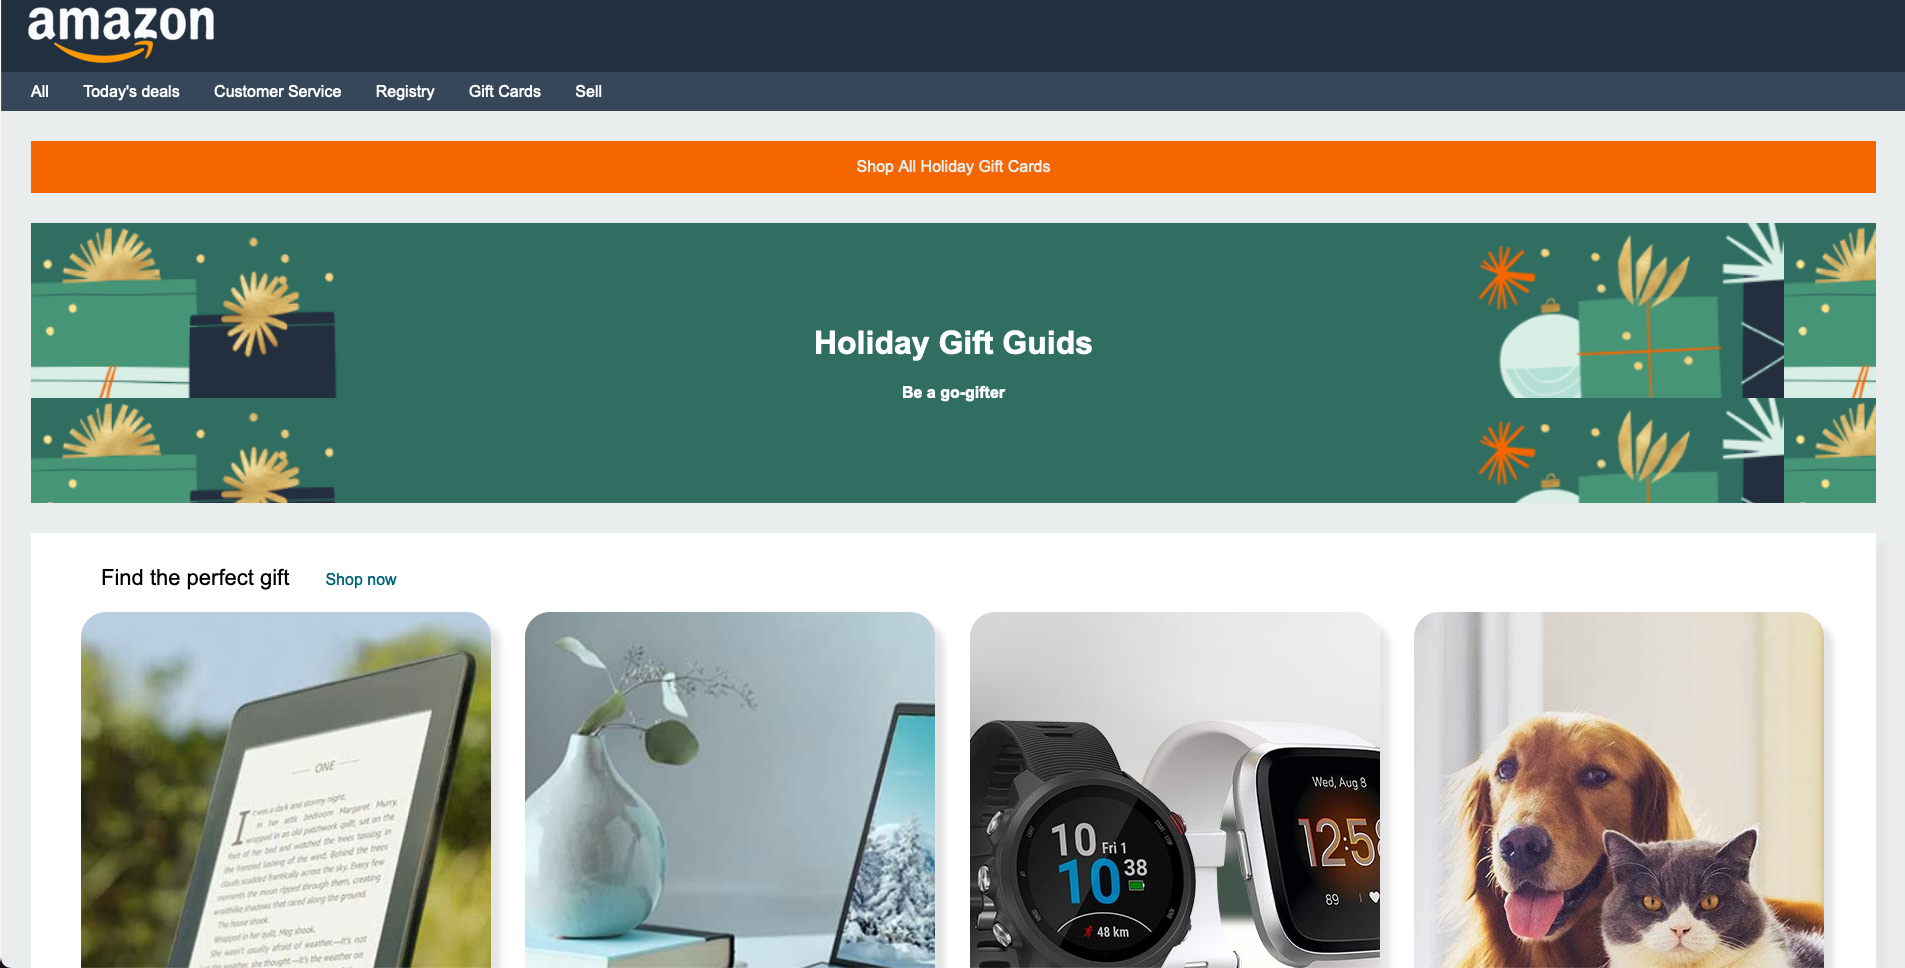 amazon
All Today's deals Customer Service Registry Gift Cards Sell
Shop All Holiday Gift Cards
Holiday Gift Guids
Be a go-gifter
Find the perfect gift Shop now
ONE
It was a dark and stormy night.
In her attic bedroom Margaret Murry,
wrapped in an old patchwork quilt, sat on the
foot of her bed and watched the trees tossing in
the frenzied lashing of the wind. Behind the trees
clouds scudded frantically across the sky. Every few
moments the moon ripped through them, creating
wraithlike shadows that raced along the ground.
The house shook.
Wrapped in her quilt, Meg shook.
She wasn't usually afraid of weather.—It's not
the weather, she thought.—It's the weather on
10 Fri 1
10 38
48 km
Wed, Aug 8
12:58
89